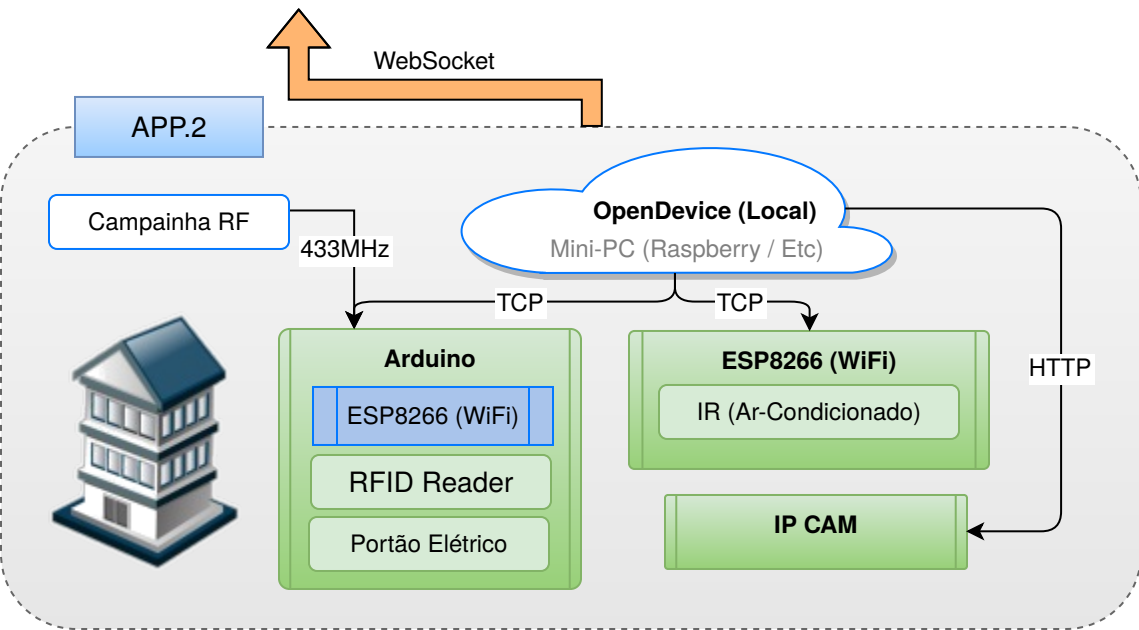 WebSocket
APP.2
Campainha RF
433MHz
OpenDevice (Local)
Mini-PC (Raspberry / Etc)
TCP
TCP
HTTP
Arduino
ESP8266 (WiFi)
RFID Reader
Portão Elétrico
ESP8266 (WiFi)
IR (Ar-Condicionado)
IP CAM